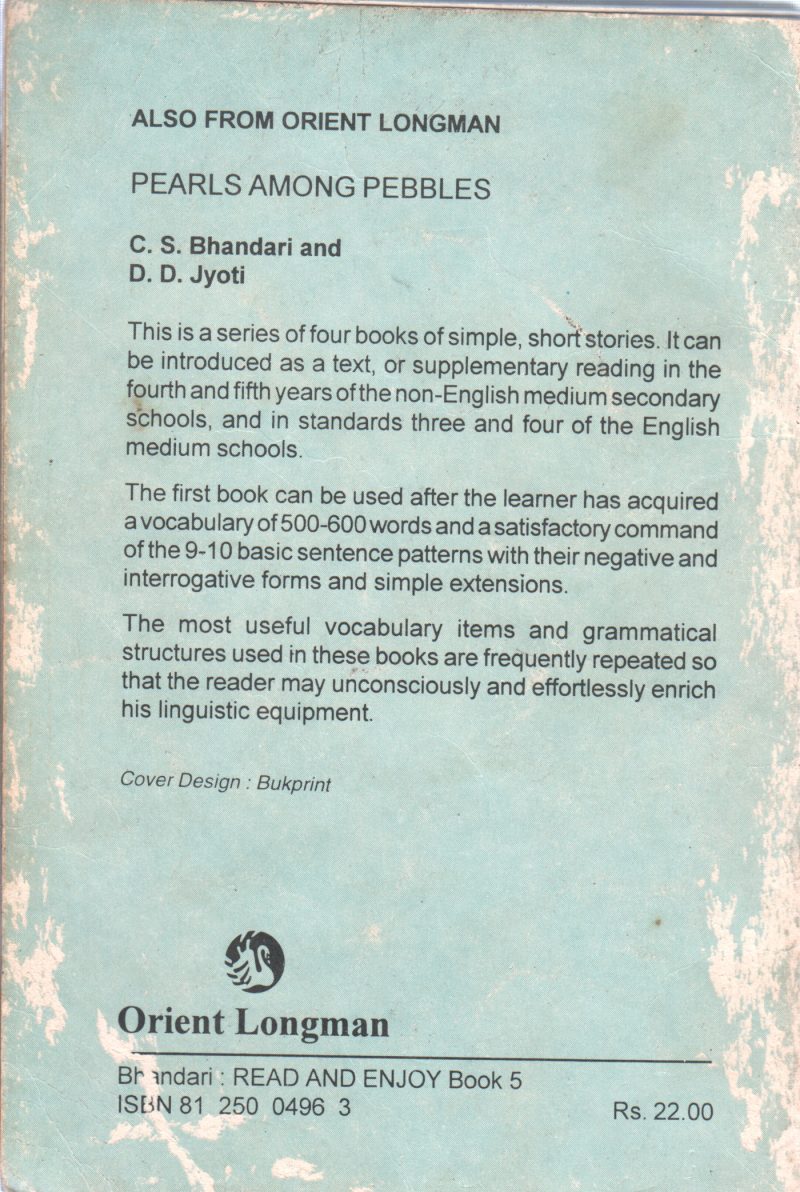 ALSO FROM ORIENT LONGMAN
PEARLS AMONG PEBBLES
C. S. Bhandari and
D. D. Jyoti
This is a series of four books of simple, short stories. It can
be introduced as a text, or supplementary reading in the
fourth and fifth years of the non-English medium secondary
schools, and in standards three and four of the English
medium schools.
The first book can be used after the learner has acquired
a vocabulary of 500-600 words and a satisfactory command
of the 9-10 basic sentence patterns with their negative and
interrogative forms and simple extensions.
The most useful vocabulary items and grammatical
structures used in these books are frequently repeated so
that the reader may unconsciously and effortlessly enrich
his linguistic equipment.
Cover Design : Bukprint
Orient Longman
Bhandari : READ AND ENJOY Book 5
ISBN 81 250 0496 3
Rs. 22.00